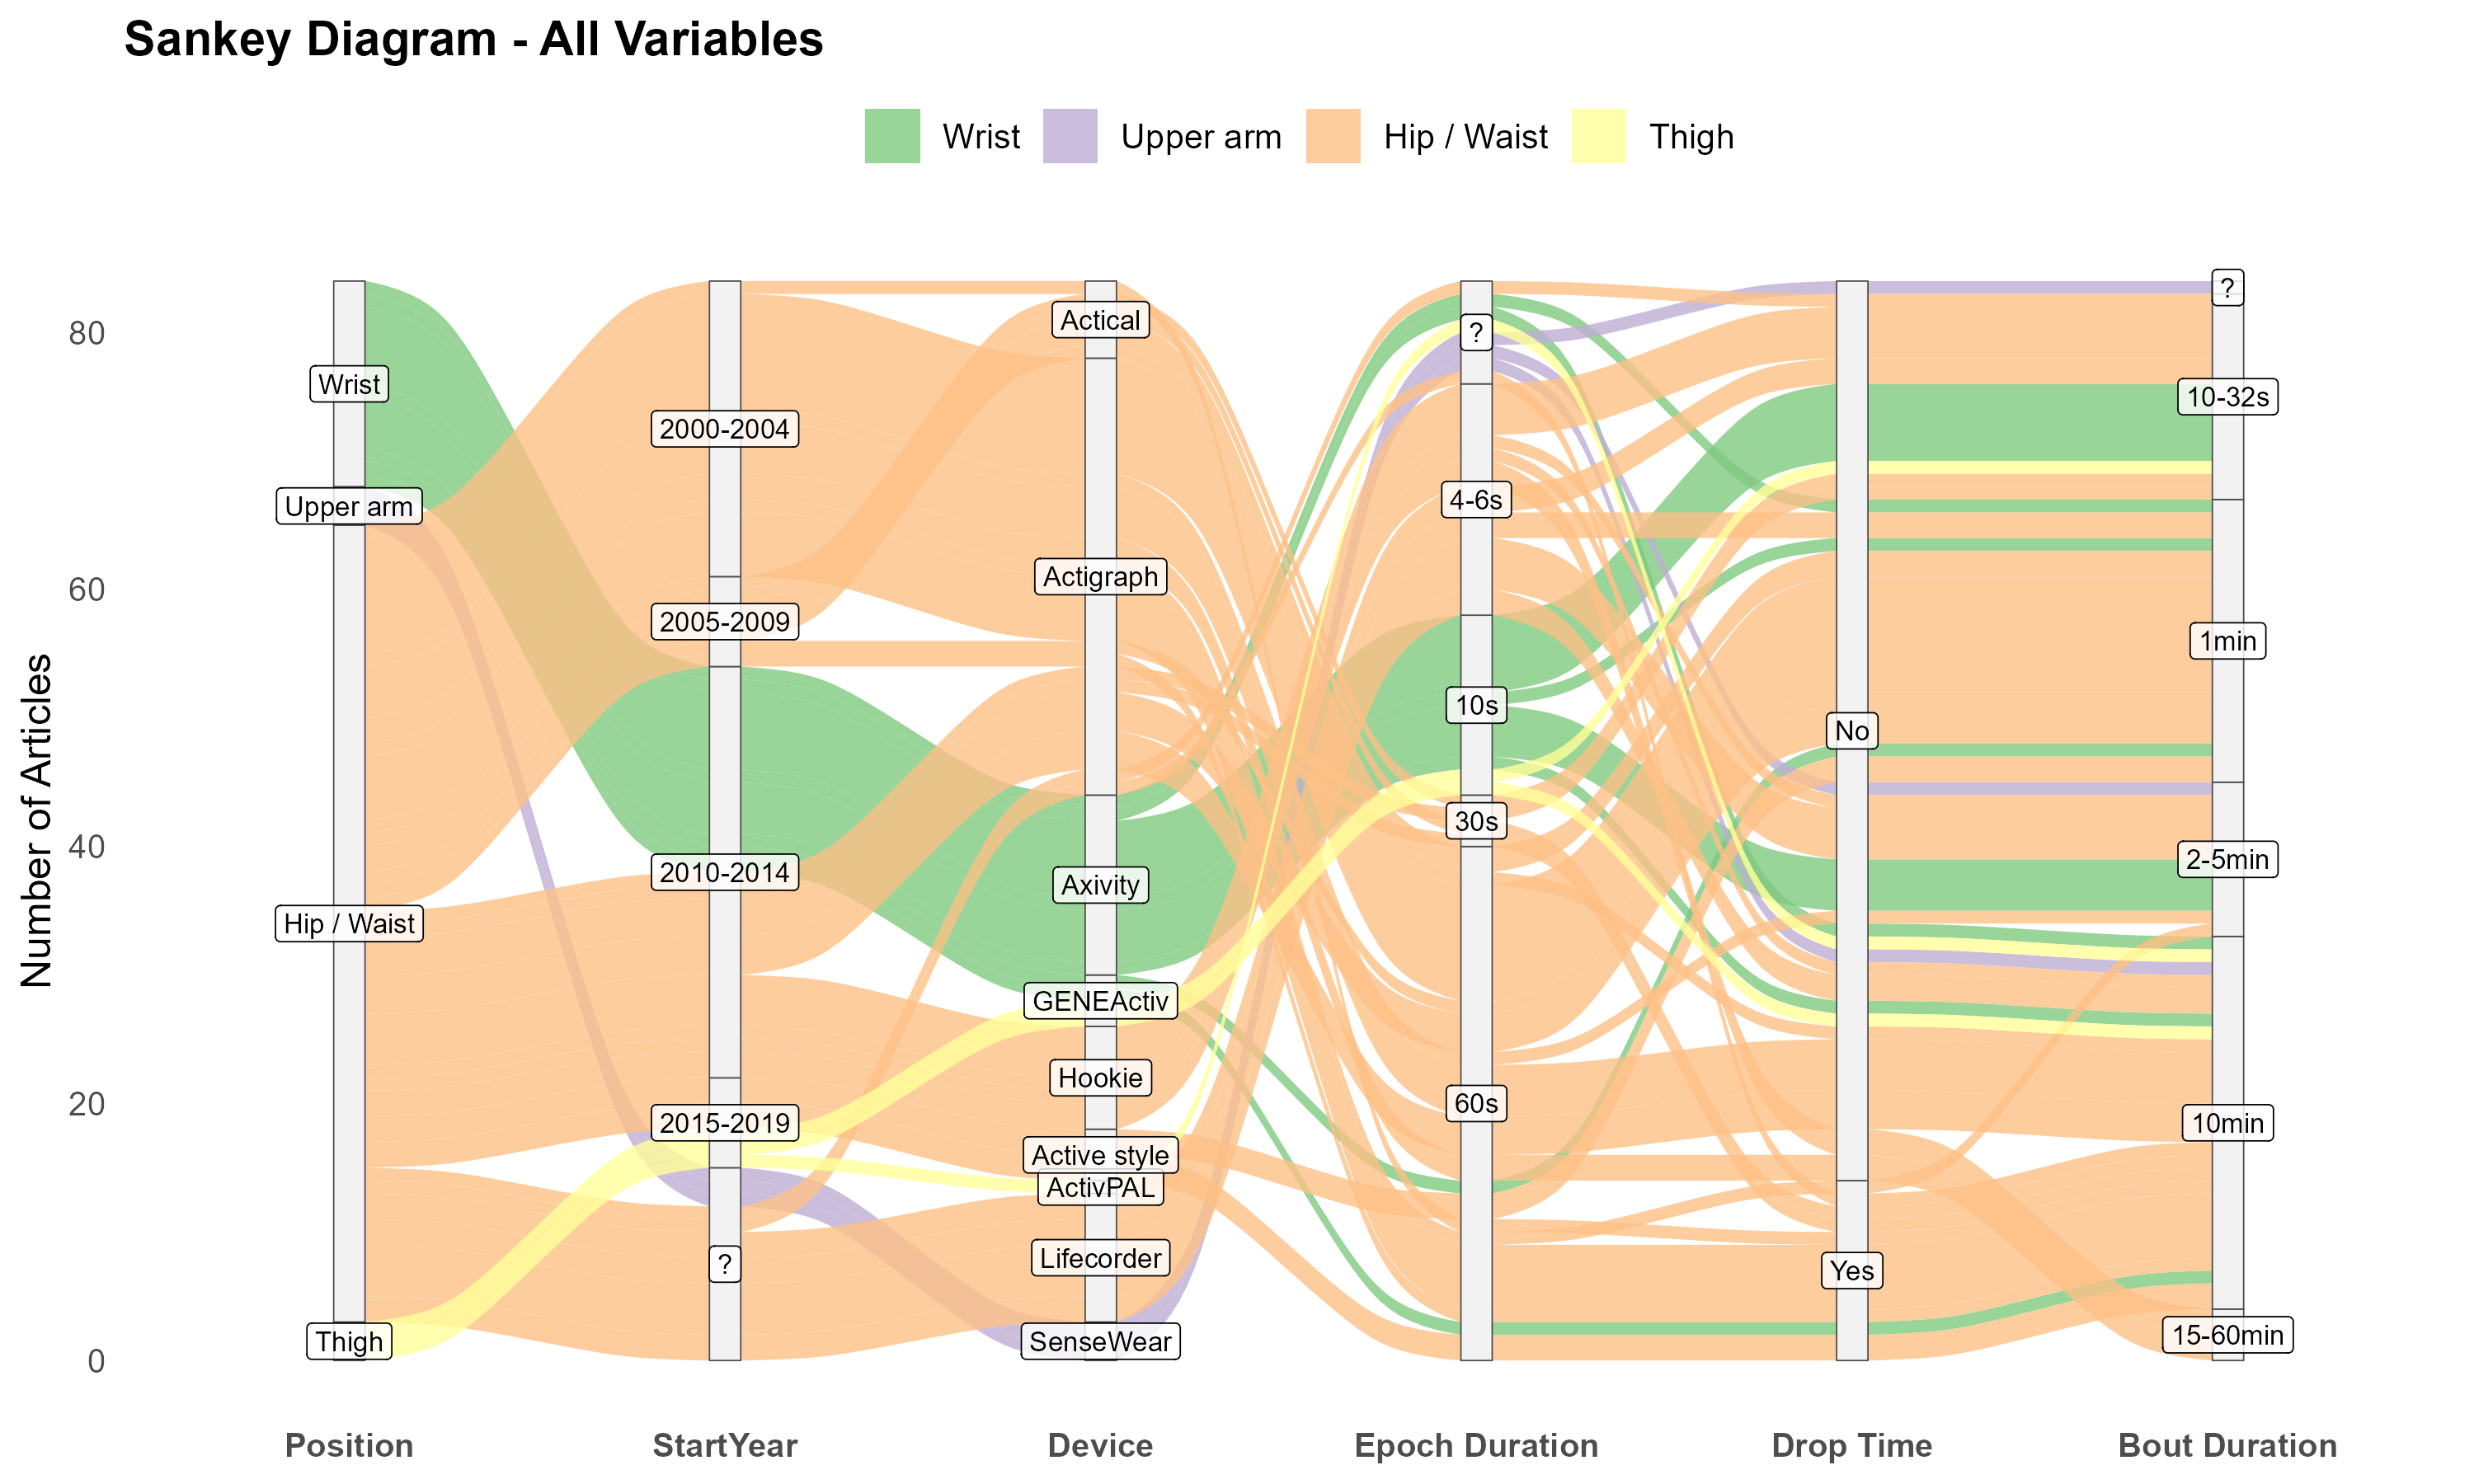 Sankey Diagram - All Variables
Wrist
Upper arm
Hip / Waist
Thigh
Number of Articles
80
60
40
20
0
Wrist
Upper arm
Hip / Waist
Thigh
2000-2004
2005-2009
2010-2014
2015-2019
?
Actical
Actigraph
Axivity
GENEActiv
Hookie
Active style
ActivPAL
Lifecorder
SenseWear
?
4-6s
10s
30s
60s
No
Yes
?
10-32s
1min
2-5min
10min
15-60min
Position
StartYear
Device
Epoch Duration
Drop Time
Bout Duration